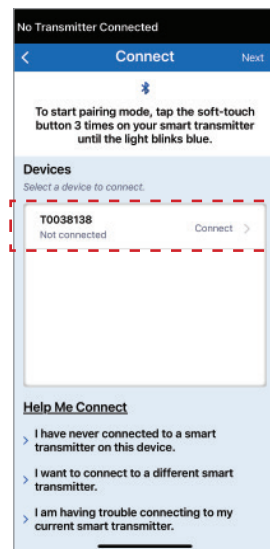 No Transmitter Connected
Connect
Next
To start pairing mode, tap the soft-touch
button 3 times on your smart transmitter
until the light blinks blue.
Devices
Select a device to connect.
T0038138
Not connected
Connect
Help Me Connect
I have never connected to a smart
transmitter on this device.
I want to connect to a different smart
transmitter.
I am having trouble connecting to my
current smart transmitter.